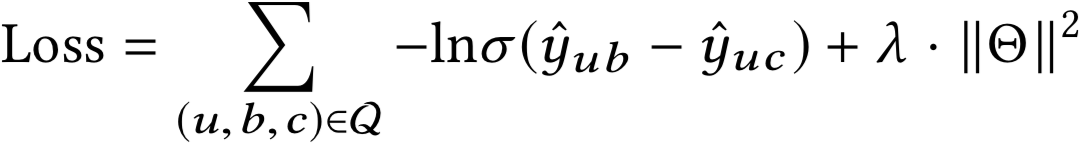 Loss = ∑_{(u, b, c)∈𝒬} −lnσ(ŷ_{ub} − ŷ_{uc}) + λ · ‖Θ‖²